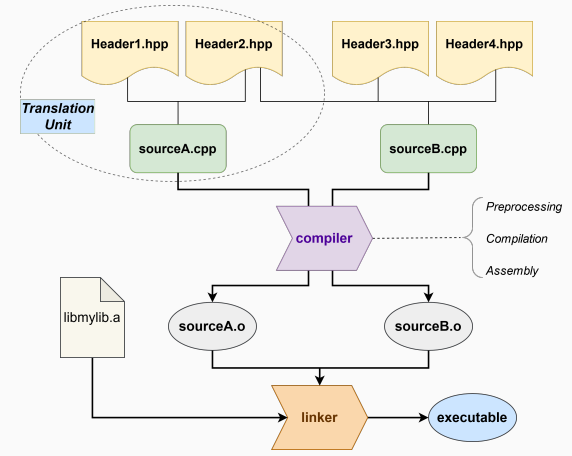 Header1.hpp
Header2.hpp
Header3.hpp
Header4.hpp
Translation
Unit
sourceA.cpp
sourceB.cpp
compiler
Preprocessing
Compilation
Assembly
libmylib.a
sourceA.o
sourceB.o
linker
executable